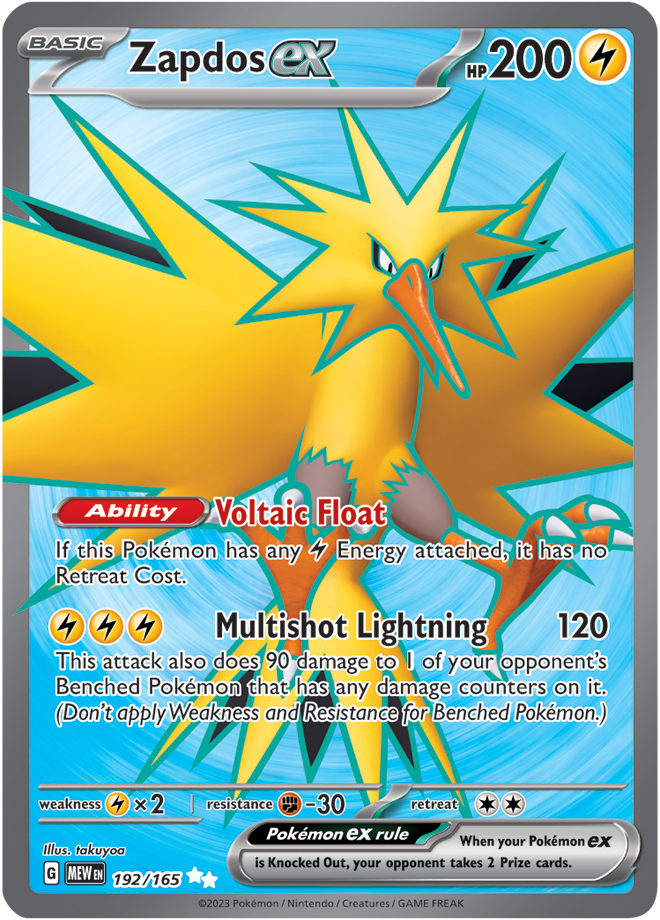 BASIC Zapdos ex HP 200
Ability Voltaic Float
If this Pokémon has any Energy attached, it has no
Retreat Cost.
Multishot Lightning 120
This attack also does 90 damage to 1 of your opponent's
Benched Pokémon that has any damage counters on it.
(Don't apply Weakness and Resistance for Benched Pokémon.)
weakness ×2 resistance -30 retreat
Pokémon ex rule When your Pokémon ex
is Knocked Out, your opponent takes 2 Prize cards.
Illus. takuyoa
G MEW EN 192/165
©2023 Pokémon / Nintendo / Creatures / GAME FREAK